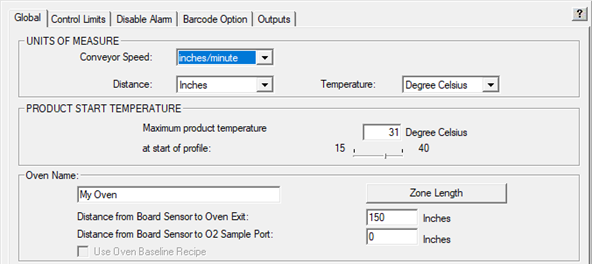 Global Control Limits Disable Alarm Barcode Option Outputs ?
UNITS OF MEASURE
Conveyor Speed: inches/minute
Distance: Inches Temperature: Degree Celsius
PRODUCT START TEMPERATURE
Maximum product temperature 31 Degree Celsius
at start of profile: 15 40
Oven Name:
My Oven Zone Length
Distance from Board Sensor to Oven Exit: 150 Inches
Distance from Board Sensor to O2 Sample Port: 0 Inches
Use Oven Baseline Recipe